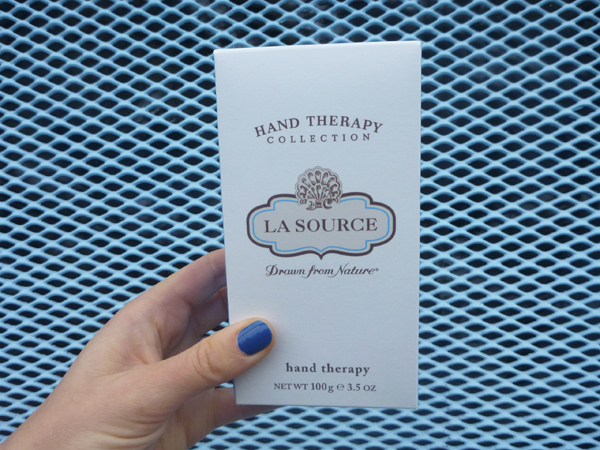 HAND THERAPY
COLLECTION
LA SOURCE
Drawn from Nature®
hand therapy
NET WT 100g ℮ 3.5 OZ